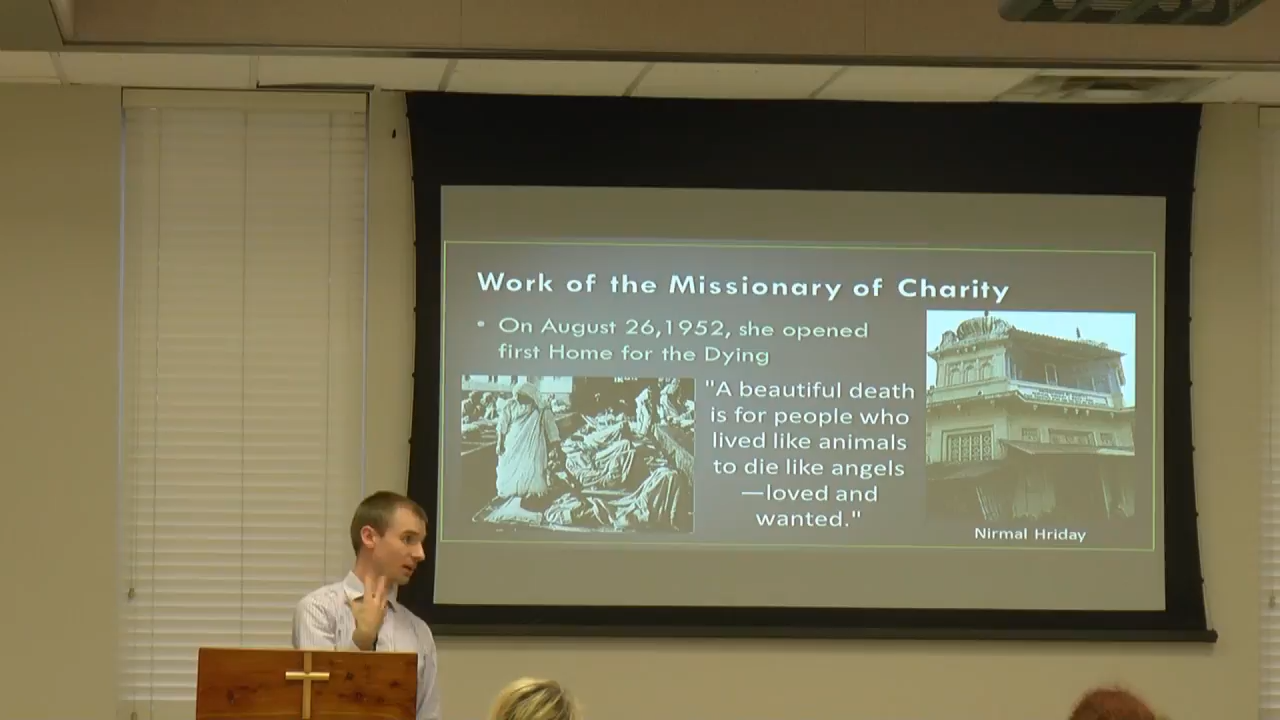 Work of the Missionary of Charity
• On August 26,1952, she opened
first Home for the Dying
"A beautiful death
is for people who
lived like animals
to die like angels
—loved and
wanted."
Nirmal Hriday